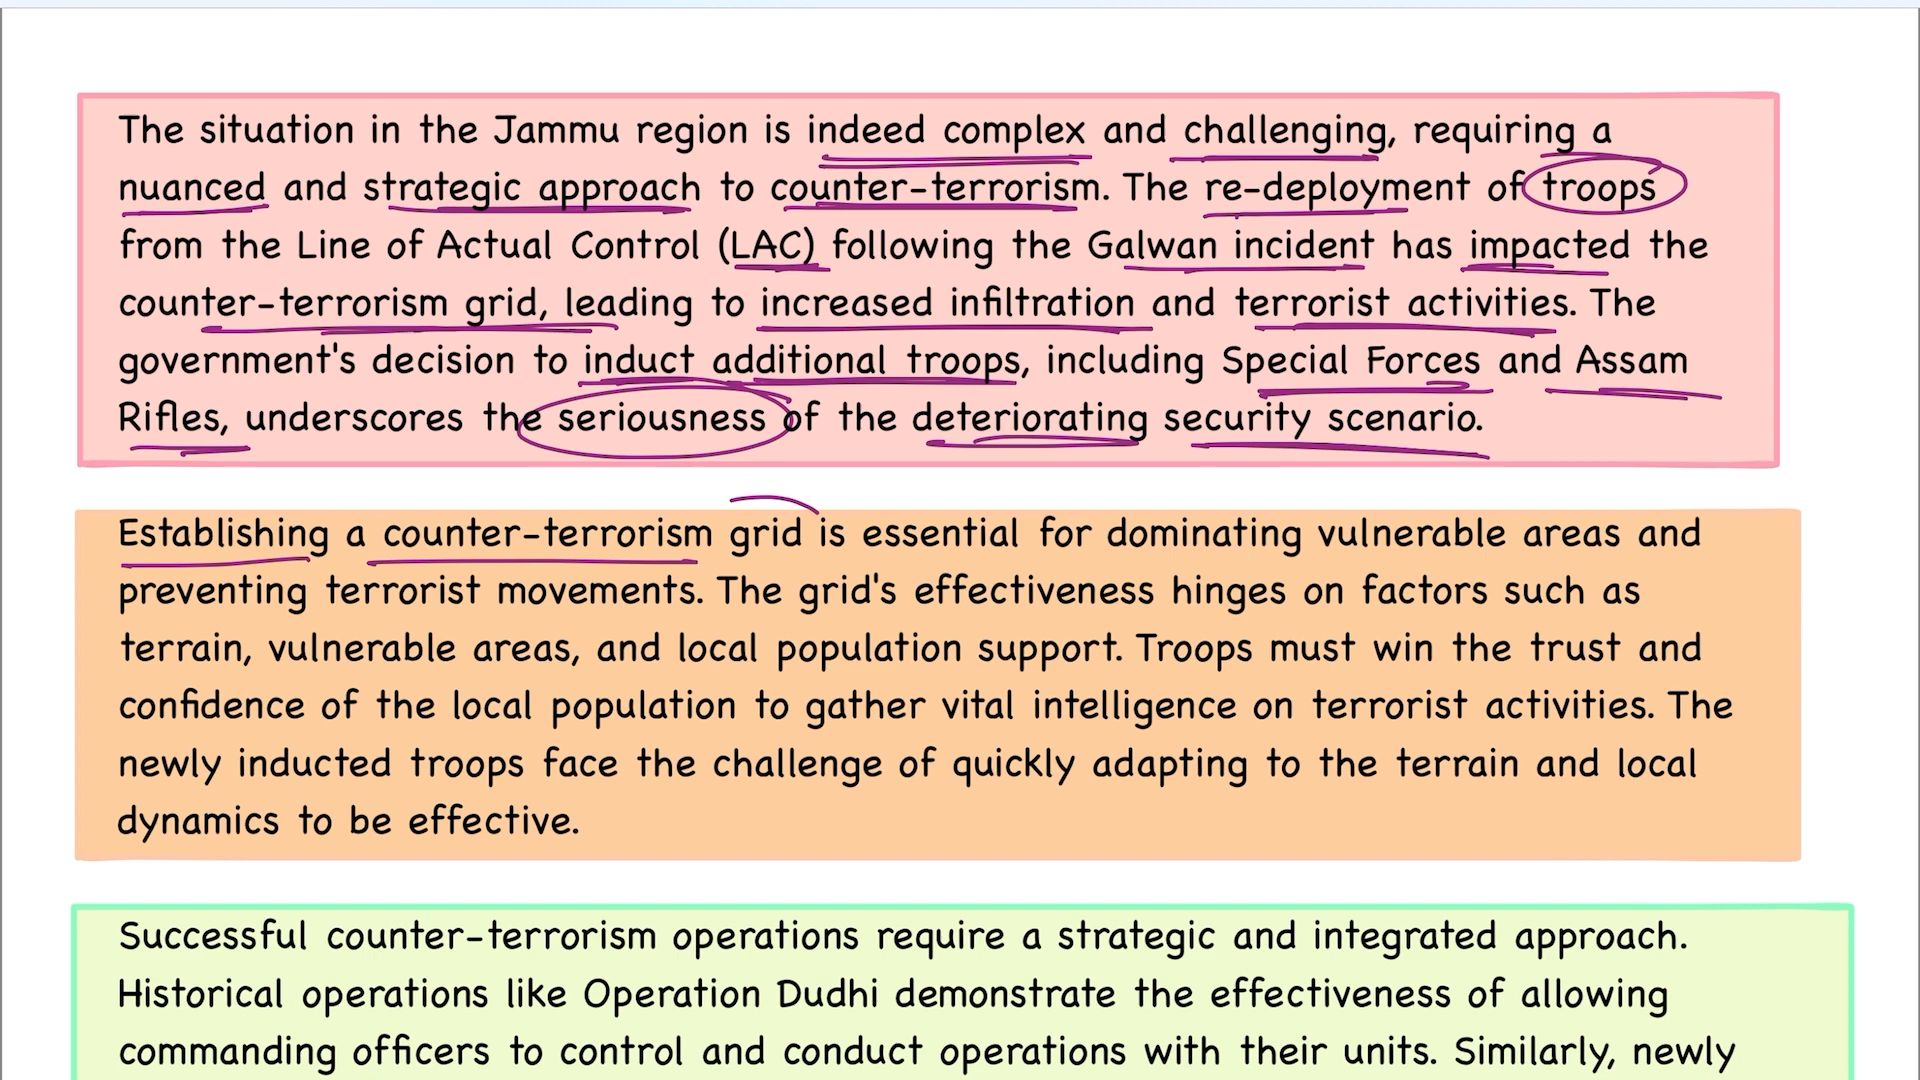 The situation in the Jammu region is indeed complex and challenging, requiring a
nuanced and strategic approach to counter-terrorism. The re-deployment of troops
from the Line of Actual Control (LAC) following the Galwan incident has impacted the
counter-terrorism grid, leading to increased infiltration and terrorist activities. The
government's decision to induct additional troops, including Special Forces and Assam
Rifles, underscores the seriousness of the deteriorating security scenario.
Establishing a counter-terrorism grid is essential for dominating vulnerable areas and
preventing terrorist movements. The grid's effectiveness hinges on factors such as
terrain, vulnerable areas, and local population support. Troops must win the trust and
confidence of the local population to gather vital intelligence on terrorist activities. The
newly inducted troops face the challenge of quickly adapting to the terrain and local
dynamics to be effective.
Successful counter-terrorism operations require a strategic and integrated approach.
Historical operations like Operation Dudhi demonstrate the effectiveness of allowing
commanding officers to control and conduct operations with their units. Similarly, newly